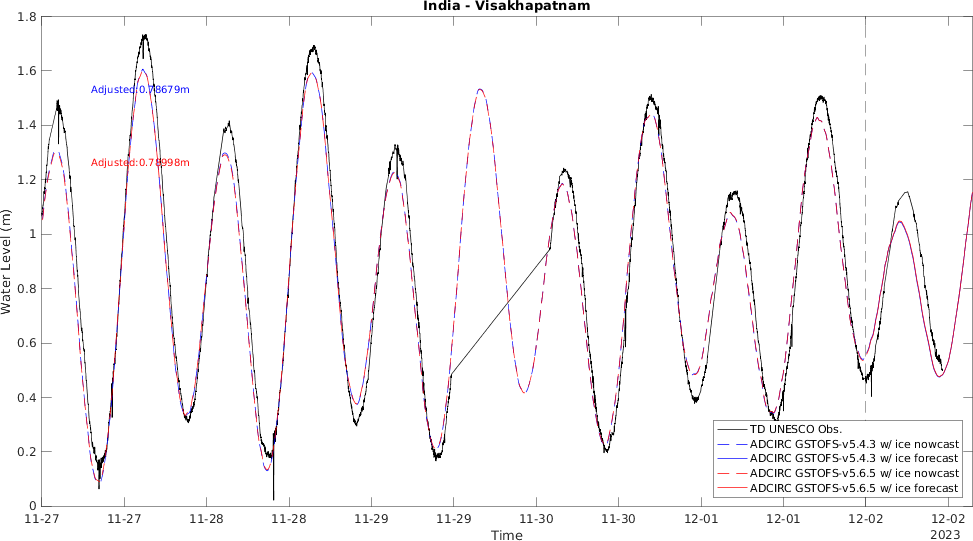 India - Visakhapatnam
1.8
1.6
1.4
1.2
1
0.8
0.6
0.4
0.2
0
Water Level (m)
Adjusted:0.78679m
Adjusted:0.78998m
TD UNESCO Obs.
ADCIRC GSTOFS-v5.4.3 w/ ice nowcast
ADCIRC GSTOFS-v5.4.3 w/ ice forecast
ADCIRC GSTOFS-v5.6.5 w/ ice nowcast
ADCIRC GSTOFS-v5.6.5 w/ ice forecast
11-27 11-27 11-28 11-28 11-29 11-29 11-30 11-30 12-01 12-01 12-02 12-02
Time
2023